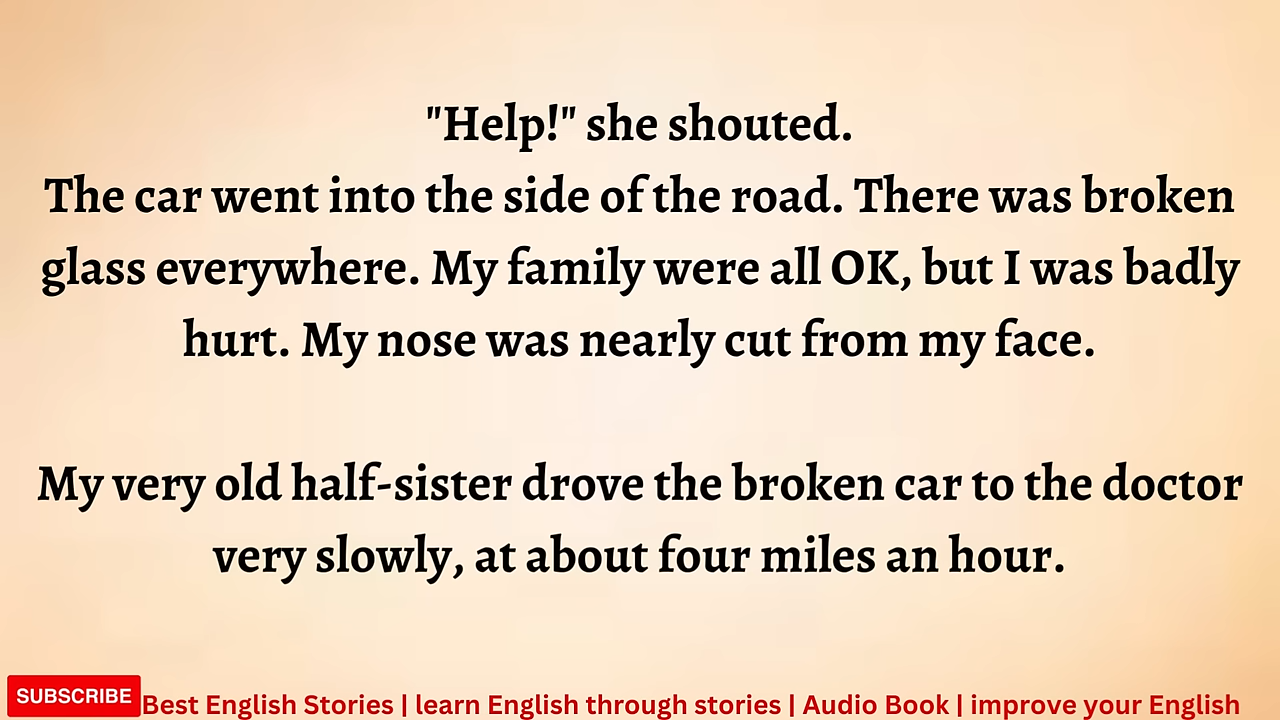 "Help!" she shouted.
The car went into the side of the road. There was broken
glass everywhere. My family were all OK, but I was badly
hurt. My nose was nearly cut from my face.
My very old half-sister drove the broken car to the doctor
very slowly, at about four miles an hour.
SUBSCRIBE Best English Stories | learn English through stories | Audio Book | improve your English